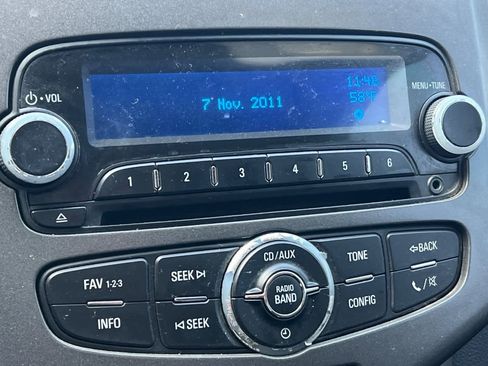 11:48
⏻•VOL
7 Nov. 2011
58°F
MENU•TUNE
1 2 3 4 5 6
CD/AUX
FAV 1-2-3
SEEK
TONE
BACK
RADIO
BAND
INFO
SEEK
CONFIG